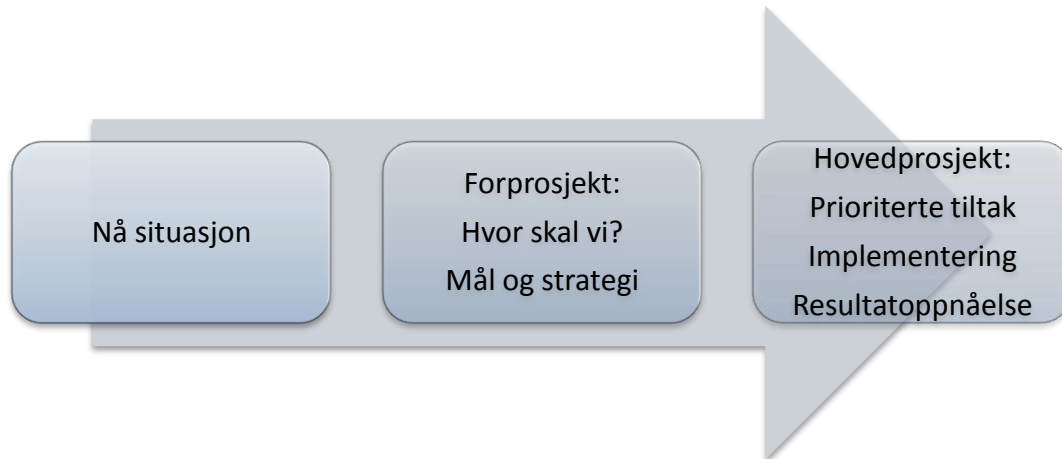 Nå situasjon
Forprosjekt:
Hvor skal vi?
Mål og strategi
Hovedprosjekt:
Prioriterte tiltak
Implementering
Resultatoppnåelse